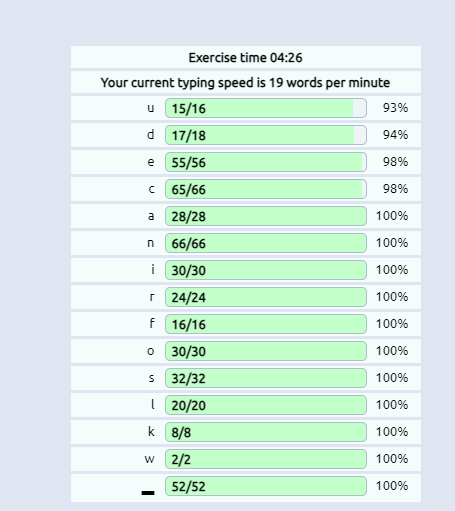 Exercise time 04:26
Your current typing speed is 19 words per minute
u 15/16 93%
d 17/18 94%
e 55/56 98%
c 65/66 98%
a 28/28 100%
n 66/66 100%
i 30/30 100%
r 24/24 100%
f 16/16 100%
o 30/30 100%
s 32/32 100%
l 20/20 100%
k 8/8 100%
w 2/2 100%
_ 52/52 100%